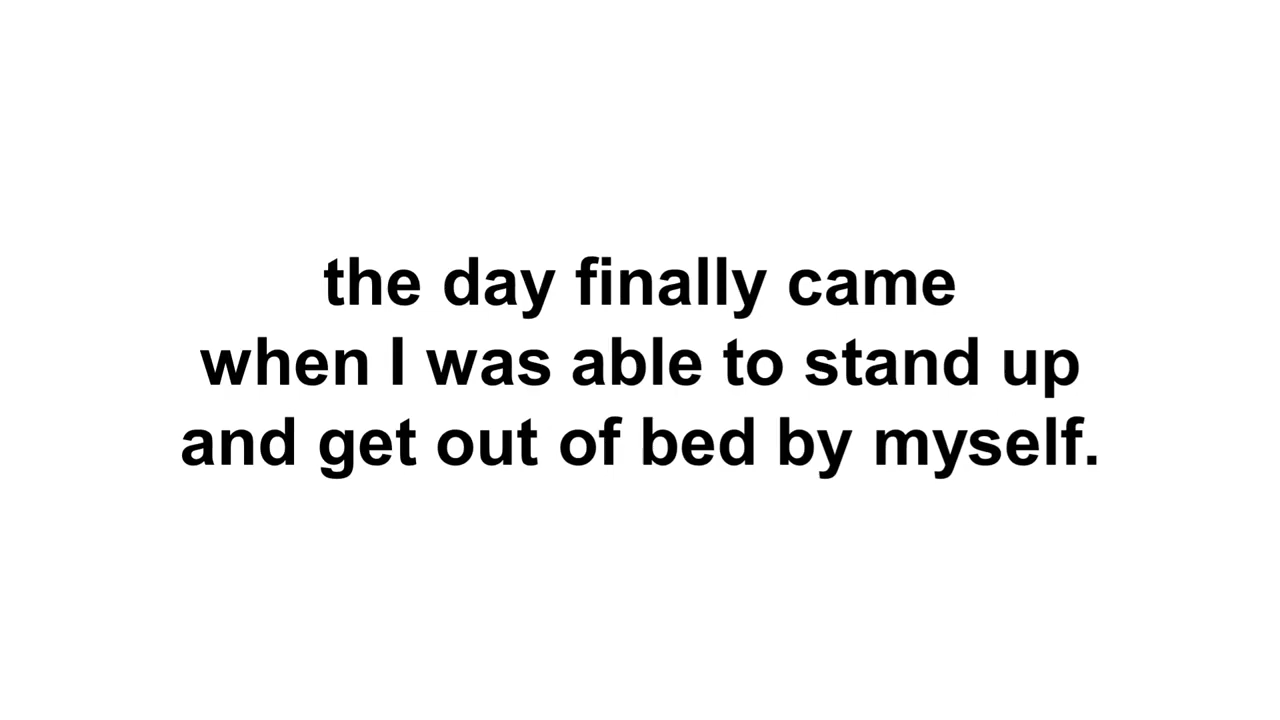 the day finally came
when I was able to stand up
and get out of bed by myself.